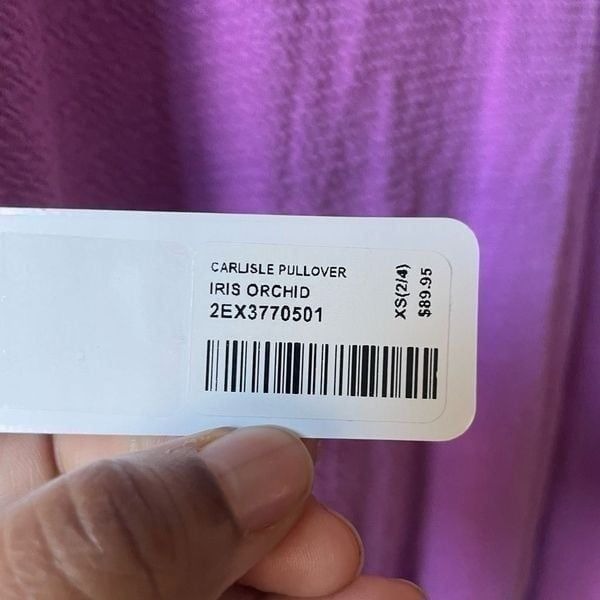 CARLISLE PULLOVER
IRIS ORCHID
2EX3770501
XS(2/4)
$89.95